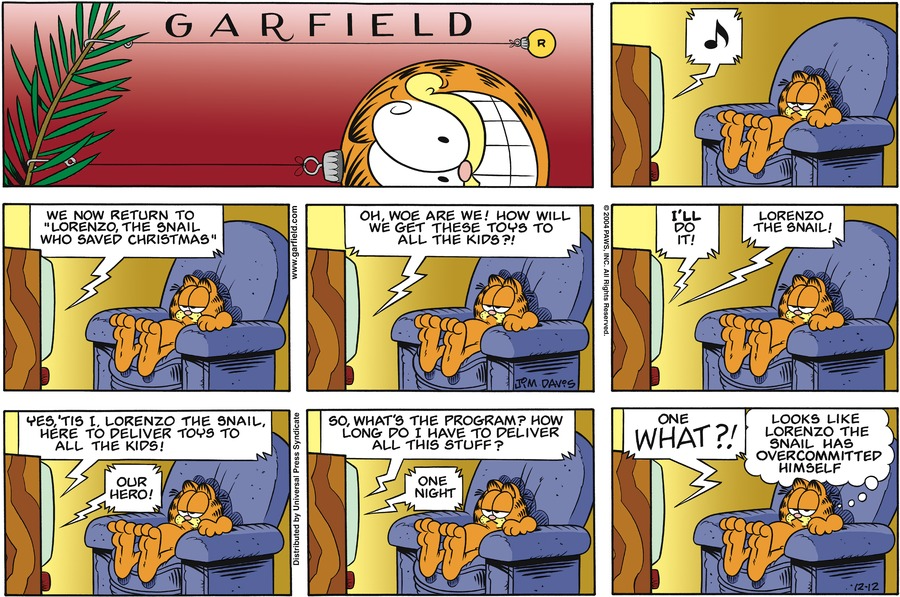 GARFIELD
R
♪
WE NOW RETURN TO
"LORENZO, THE SNAIL
WHO SAVED CHRISTMAS"
www.garfield.com
OH, WOE ARE WE! HOW WILL
WE GET THESE TOYS TO
ALL THE KIDS?!
JIM DAVIS
© 2004 PAWS, INC. All Rights Reserved.
I'LL
DO
IT!
LORENZO
THE SNAIL!
YES, 'TIS I, LORENZO THE SNAIL,
HERE TO DELIVER TOYS TO
ALL THE KIDS!
OUR
HERO!
Distributed by Universal Press Syndicate
SO, WHAT'S THE PROGRAM? HOW
LONG DO I HAVE TO DELIVER
ALL THIS STUFF?
ONE
NIGHT
ONE
WHAT?!
LOOKS LIKE
LORENZO THE
SNAIL HAS
OVERCOMMITTED
HIMSELF
12-12